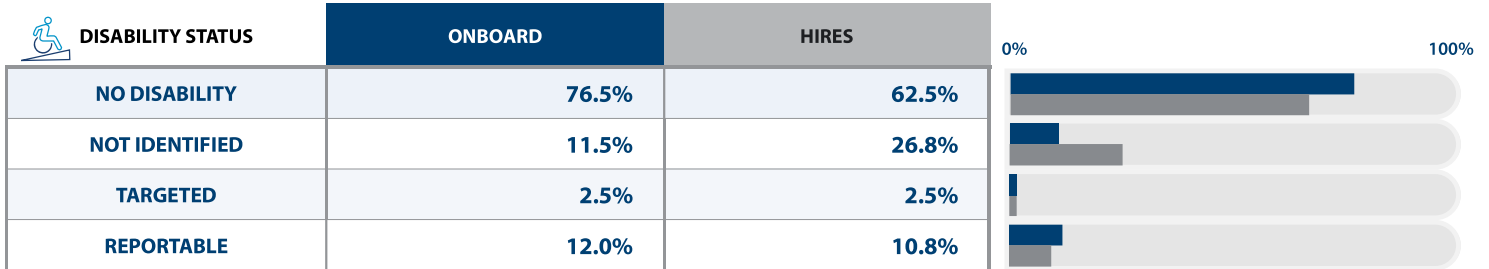 DISABILITY STATUS ONBOARD HIRES
0% 100%
NO DISABILITY 76.5% 62.5%
NOT IDENTIFIED 11.5% 26.8%
TARGETED 2.5% 2.5%
REPORTABLE 12.0% 10.8%